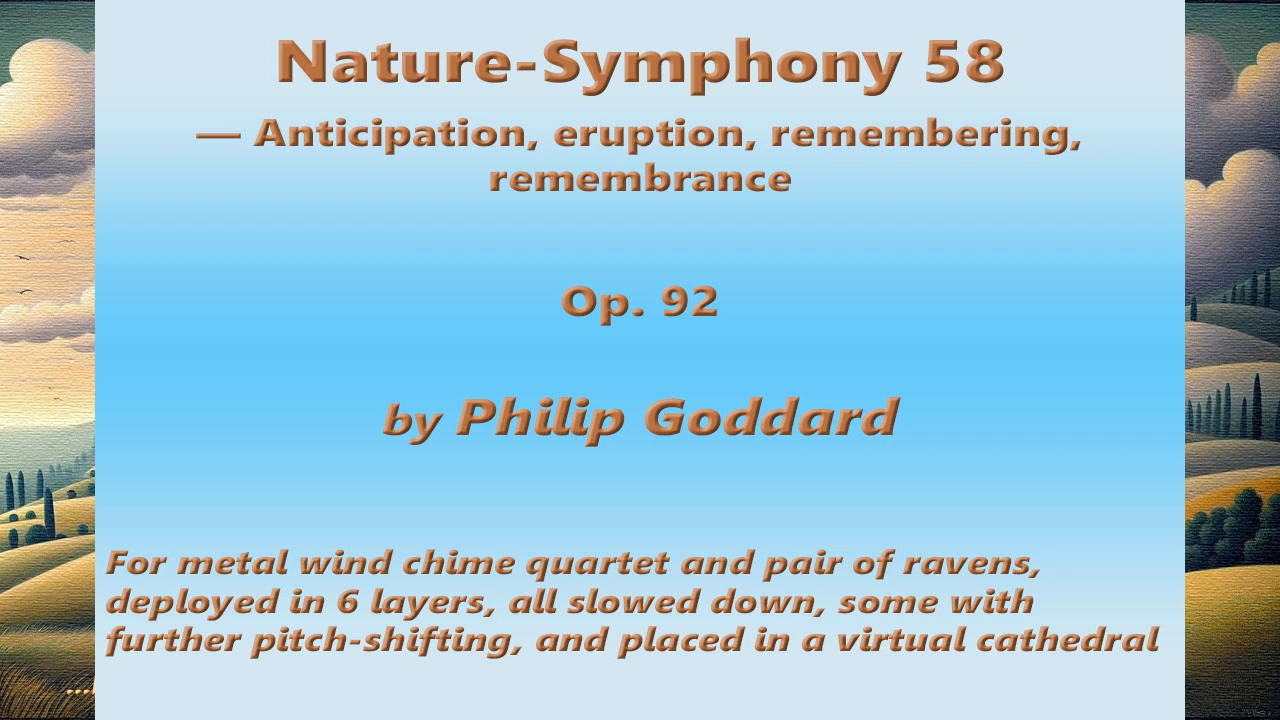 Nature-Symphony 58
— Anticipation, eruption, remembering,
remembrance
Op. 92
by Philip Goddard
For metal wind chime quartet and pair of ravens,
deployed in 6 layers, all slowed down, some with
further pitch-shifting, and placed in a virtual cathedral